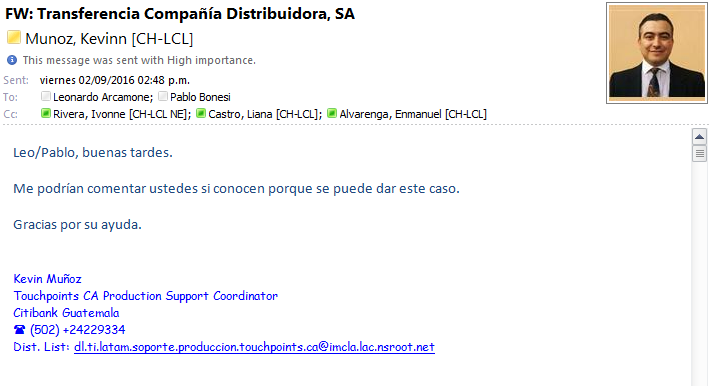 FW: Transferencia Compañía Distribuidora, SA
Munoz, Kevinn [CH-LCL]
This message was sent with High importance.
Sent: viernes 02/09/2016 02:48 p.m.
To: Leonardo Arcamone; Pablo Bonesi
Cc: Rivera, Ivonne [CH-LCL NE]; Castro, Liana [CH-LCL]; Alvarenga, Enmanuel [CH-LCL]
Leo/Pablo, buenas tardes.
Me podrían comentar ustedes si conocen porque se puede dar este caso.
Gracias por su ayuda.
Kevin Muñoz
Touchpoints CA Production Support Coordinator
Citibank Guatemala
☎ (502) +24229334
Dist. List: dl.ti.latam.soporte.produccion.touchpoints.ca@imcla.lac.nsroot.net